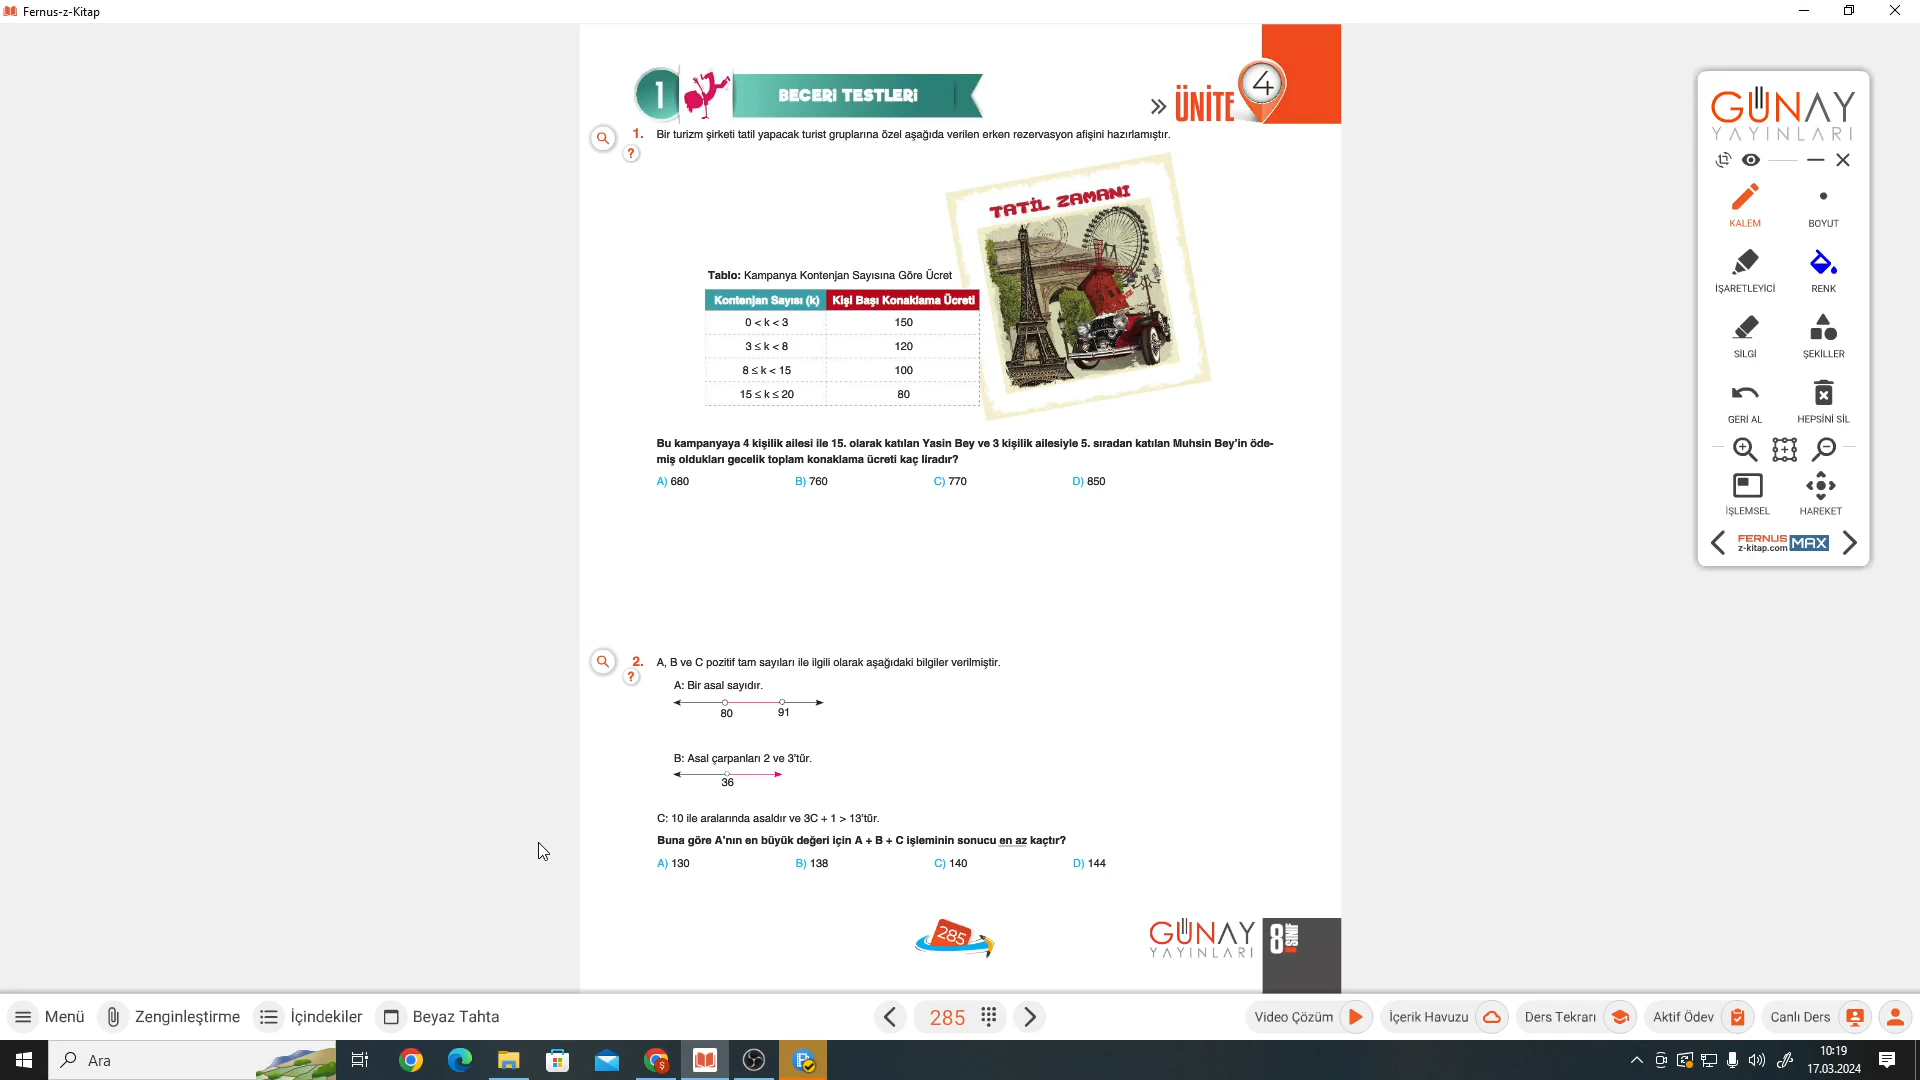 Fernus-z-Kitap
1
BECERİ TESTLERİ
ÜNİTE
4
1. Bir turizm şirketi tatil yapacak turist gruplarına özel aşağıda verilen erken rezervasyon afişini hazırlamıştır.
?
TATİL ZAMANI
Tablo: Kampanya Kontenjan Sayısına Göre Ücret
Kontenjan Sayısı (k) Kişi Başı Konaklama Ücreti
0 < k < 3 150
3 ≤ k < 8 120
8 ≤ k < 15 100
15 ≤ k ≤ 20 80
Bu kampanyaya 4 kişilik ailesi ile 15. olarak katılan Yasin Bey ve 3 kişilik ailesiyle 5. sıradan katılan Muhsin Bey'in öde-
miş oldukları gecelik toplam konaklama ücreti kaç liradır?
A) 680 B) 760 C) 770 D) 850
2. A, B ve C pozitif tam sayıları ile ilgili olarak aşağıdaki bilgiler verilmiştir.
?
A: Bir asal sayıdır.
80 91
B: Asal çarpanları 2 ve 3'tür.
36
C: 10 ile aralarında asaldır ve 3C + 1 > 13'tür.
Buna göre A'nın en büyük değeri için A + B + C işleminin sonucu en az kaçtır?
A) 130 B) 138 C) 140 D) 144
285
GÜNAY
YAYINLARI
8. SINIF
GÜNAY
YAYINLARI
KALEM BOYUT
İŞARETLEYİCİ RENK
SİLGİ ŞEKİLLER
GERİ AL HEPSİNİ SİL
İŞLEMSEL HAREKET
FERNUS
z-kitap.com MAX
Menü Zenginleştirme İçindekiler Beyaz Tahta 285 Video Çözüm İçerik Havuzu Ders Tekrarı Aktif Ödev Canlı Ders
Ara
10:19
17.03.2024